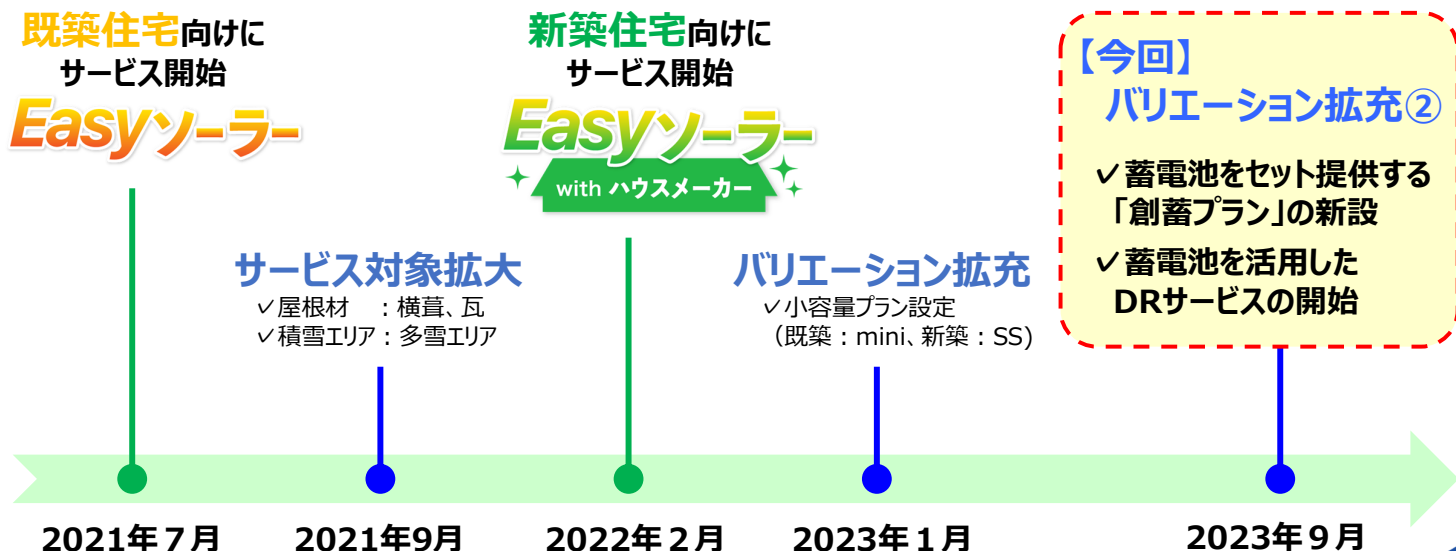 既築住宅向けに
サービス開始
Easyソーラー
サービス対象拡大
✓屋根材　：横葺、瓦
✓積雪エリア：多雪エリア
新築住宅向けに
サービス開始
Easyソーラー
with ハウスメーカー
バリエーション拡充
✓小容量プラン設定
（既築：mini、新築：SS)
【今回】
バリエーション拡充②
✓蓄電池をセット提供する
「創蓄プラン」の新設
✓蓄電池を活用した
DRサービスの開始
2021年７月
2021年9月
2022年２月
2023年１月
2023年９月